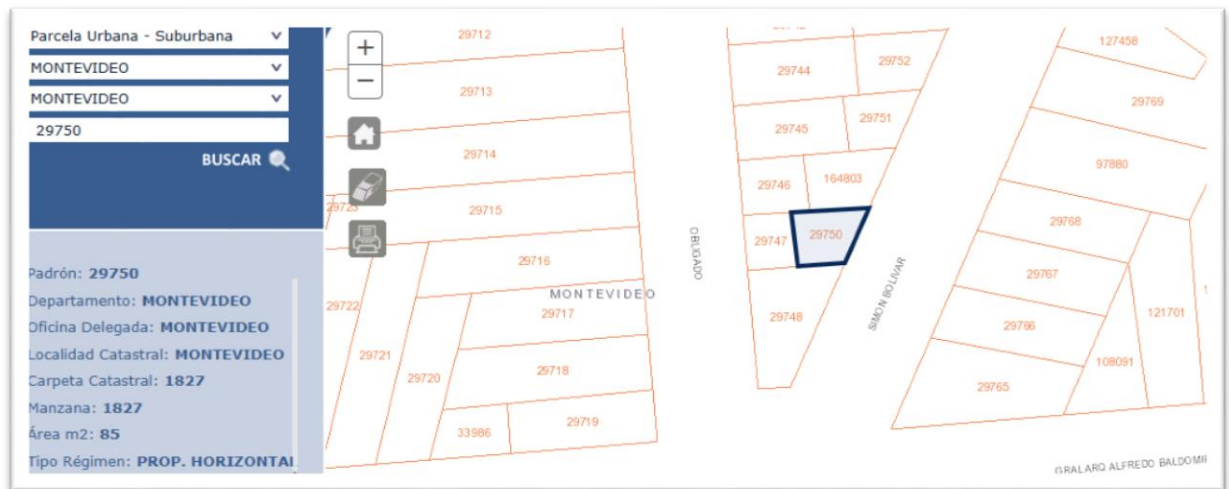 Parcela Urbana - Suburbana
MONTEVIDEO
MONTEVIDEO
29750
BUSCAR
Padrón: 29750
Departamento: MONTEVIDEO
Oficina Delegada: MONTEVIDEO
Localidad Catastral: MONTEVIDEO
Carpeta Catastral: 1827
Manzana: 1827
Área m2: 85
Tipo Régimen: PROP. HORIZONTAL
+
−
29712
29713
29714
29723
29715
29716
MONTEVIDEO
29722
29717
29721
29720
29718
33986
29719
OBLIGADO
29744
29752
29745
29751
29746
164803
29747
29750
29748
SIMON BOLIVAR
127458
29769
97880
29768
29767
29766
121701
108091
29765
GRAL ARQ ALFREDO BALDOMIR